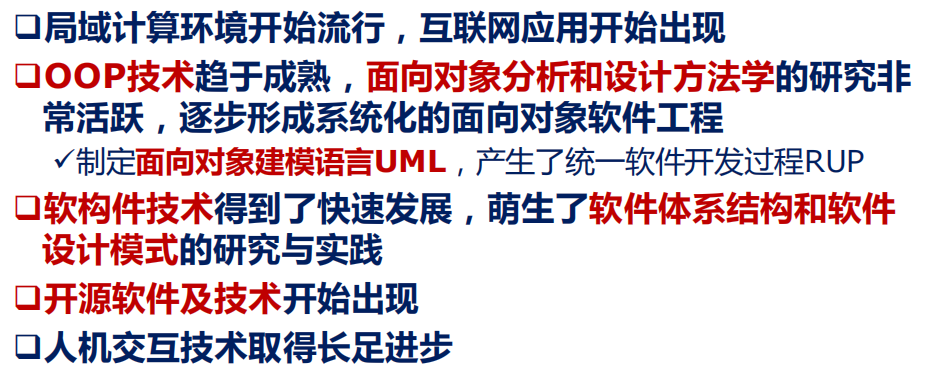 ❑局域计算环境开始流行，互联网应用开始出现
❑OOP技术趋于成熟，面向对象分析和设计方法学的研究非
常活跃，逐步形成系统化的面向对象软件工程
✓制定面向对象建模语言UML，产生了统一软件开发过程RUP
❑软构件技术得到了快速发展，萌生了软件体系结构和软件
设计模式的研究与实践
❑开源软件及技术开始出现
❑人机交互技术取得长足进步